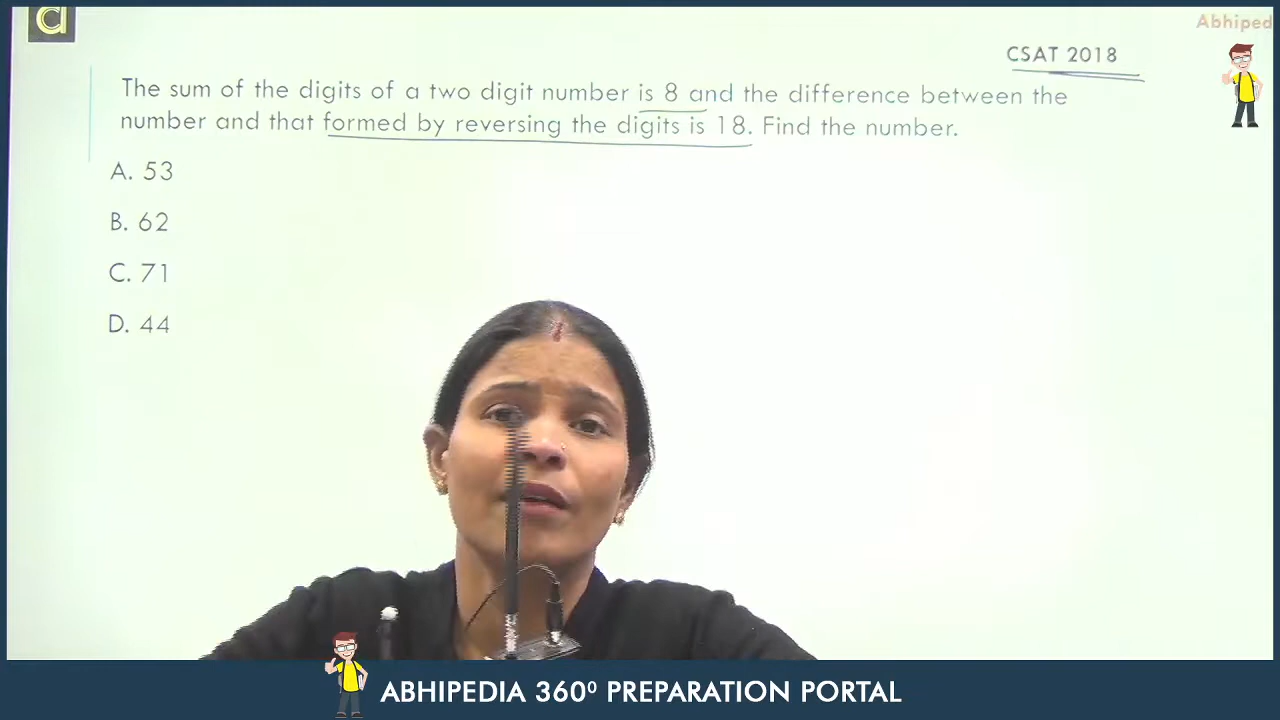 a
Abhiped
CSAT 2018
The sum of the digits of a two digit number is 8 and the difference between the
number and that formed by reversing the digits is 18. Find the number.
A. 53
B. 62
C. 71
D. 44
ABHIPEDIA 360⁰ PREPARATION PORTAL